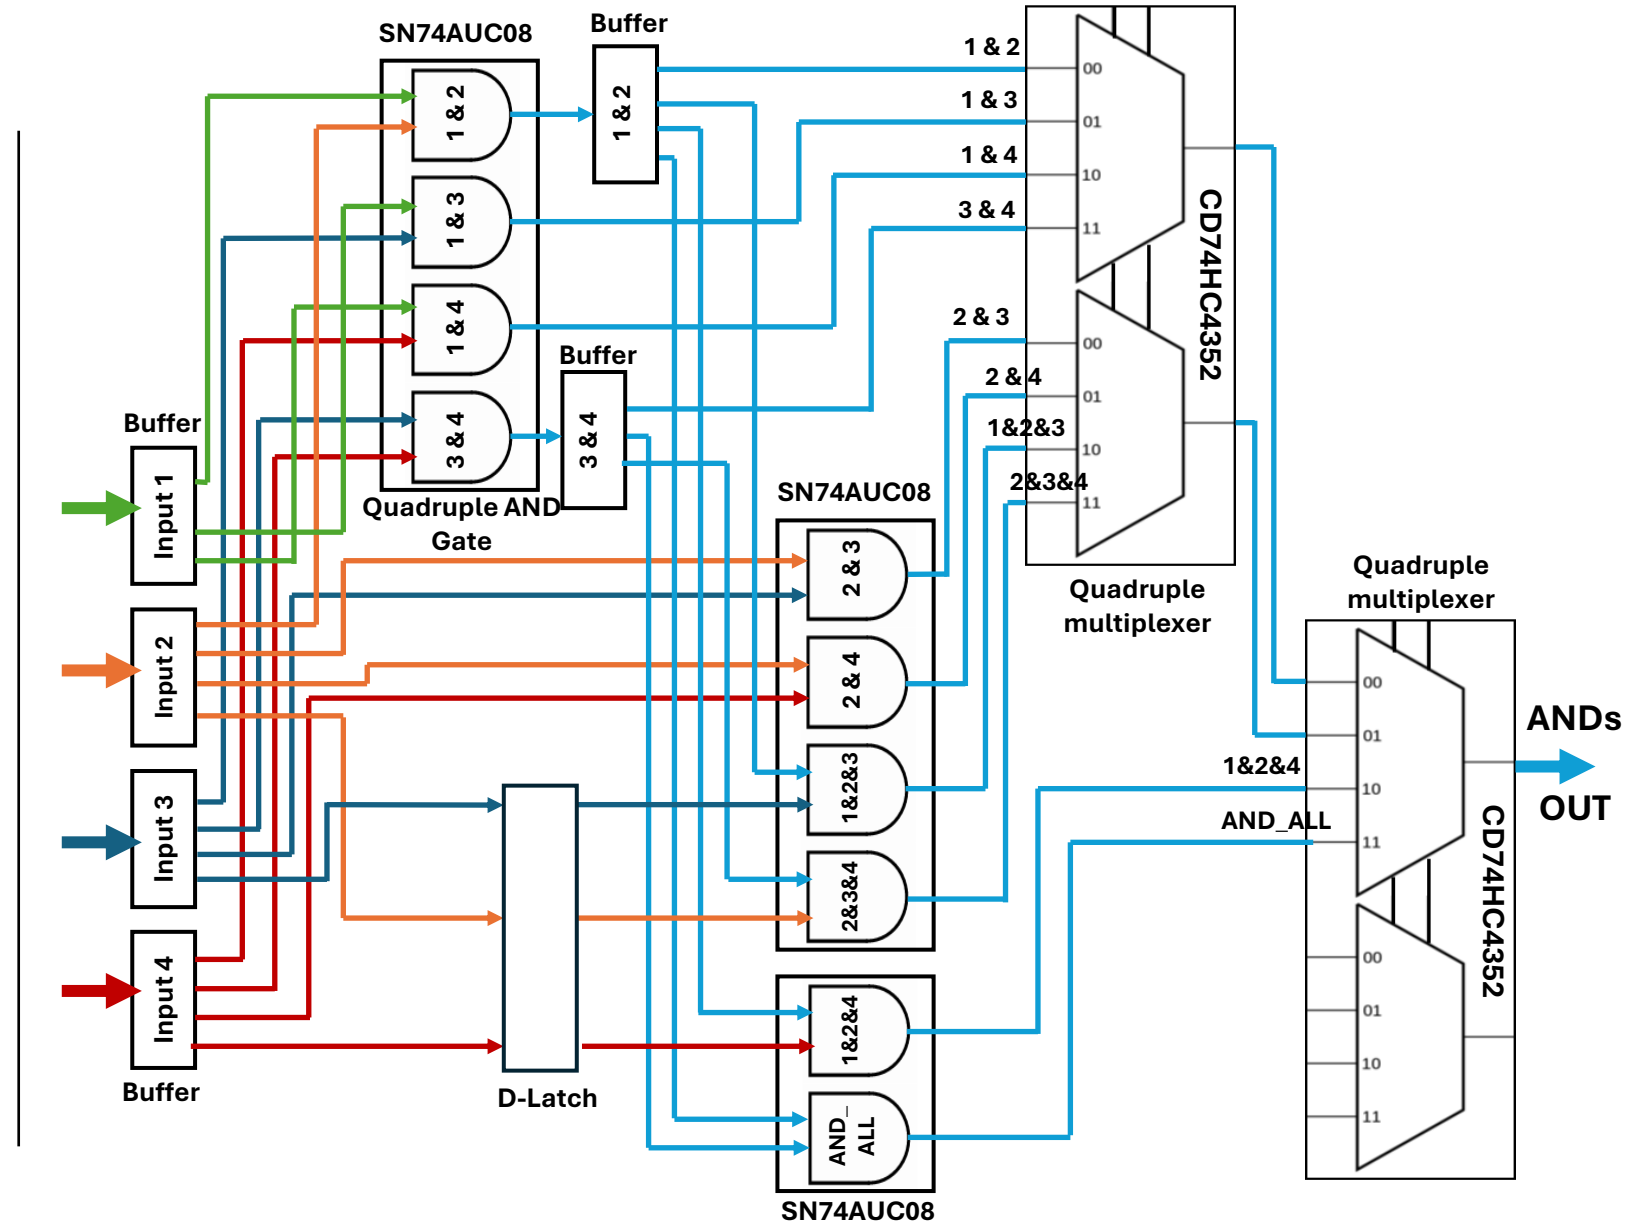 SN74AUC08
Buffer
1 & 2
1 & 3
1 & 4
3 & 4
Quadruple AND
Gate
1 & 2
Buffer
3 & 4
1 & 2
1 & 3
1 & 4
3 & 4
2 & 3
2 & 4
1&2&3
2&3&4
00
01
10
11
00
01
10
11
CD74HC4352
Quadruple
multiplexer
Buffer
Input 1
Input 2
Input 3
Input 4
Buffer
D-Latch
SN74AUC08
2 & 3
2 & 4
1&2&3
2&3&4
1&2&4
AND_
ALL
SN74AUC08
Quadruple
multiplexer
1&2&4
AND_ALL
00
01
10
11
00
01
10
11
CD74HC4352
ANDs
OUT